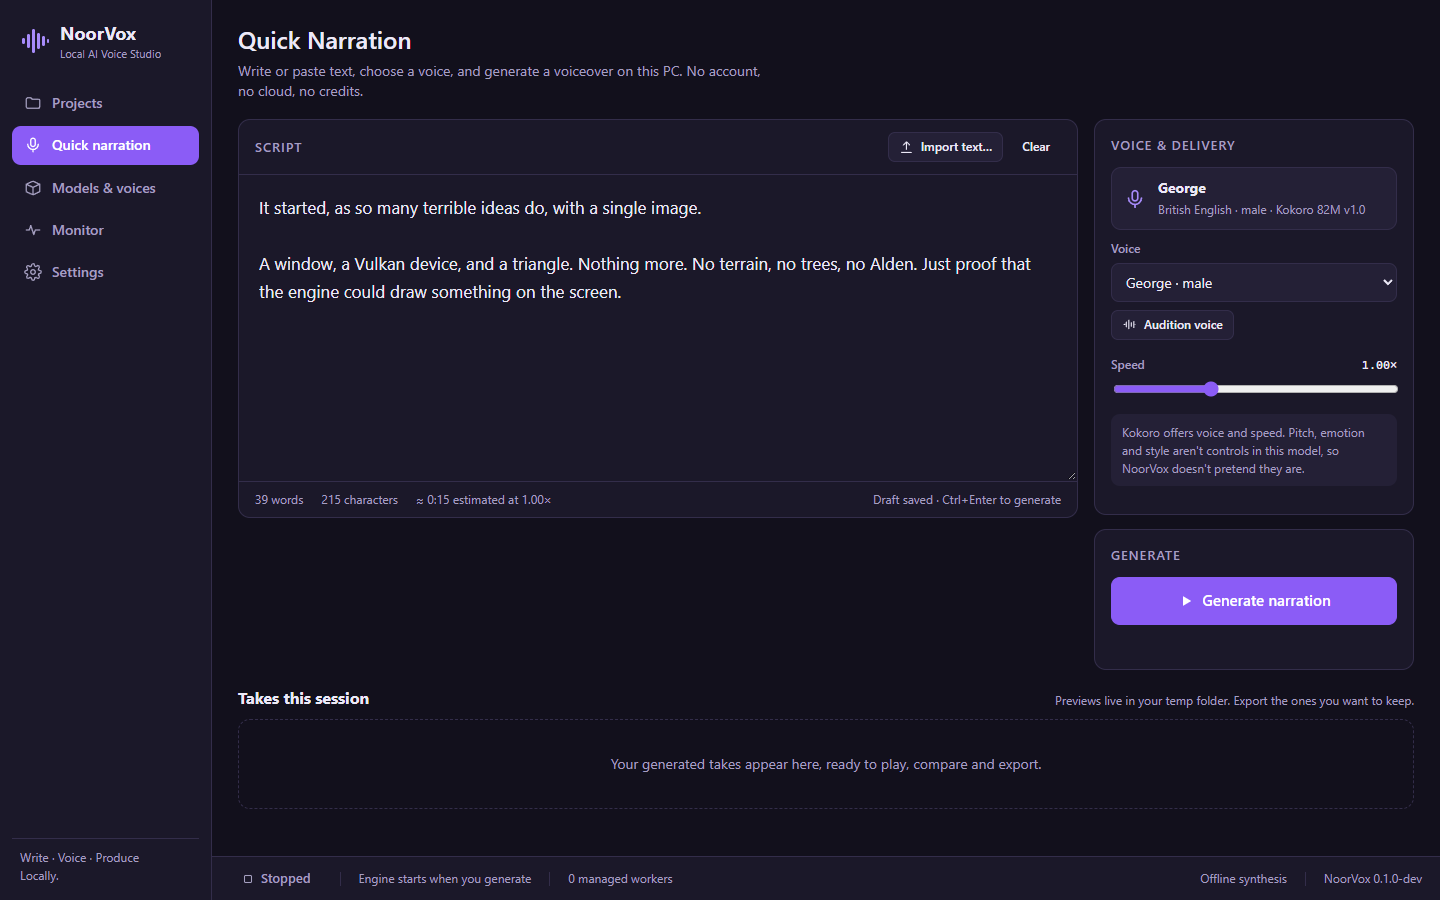 NoorVox
Local AI Voice Studio
Projects
Quick narration
Models & voices
Monitor
Settings
Write · Voice · Produce
Locally.
Quick Narration
Write or paste text, choose a voice, and generate a voiceover on this PC. No account,
no cloud, no credits.
SCRIPT
Import text...
Clear
It started, as so many terrible ideas do, with a single image.
A window, a Vulkan device, and a triangle. Nothing more. No terrain, no trees, no Alden. Just proof that
the engine could draw something on the screen.
39 words
215 characters
≈ 0:15 estimated at 1.00×
Draft saved · Ctrl+Enter to generate
VOICE & DELIVERY
George
British English · male · Kokoro 82M v1.0
Voice
George · male
Audition voice
Speed
1.00×
Kokoro offers voice and speed. Pitch, emotion
and style aren't controls in this model, so
NoorVox doesn't pretend they are.
GENERATE
Generate narration
Takes this session
Previews live in your temp folder. Export the ones you want to keep.
Your generated takes appear here, ready to play, compare and export.
Stopped
Engine starts when you generate
0 managed workers
Offline synthesis
NoorVox 0.1.0-dev